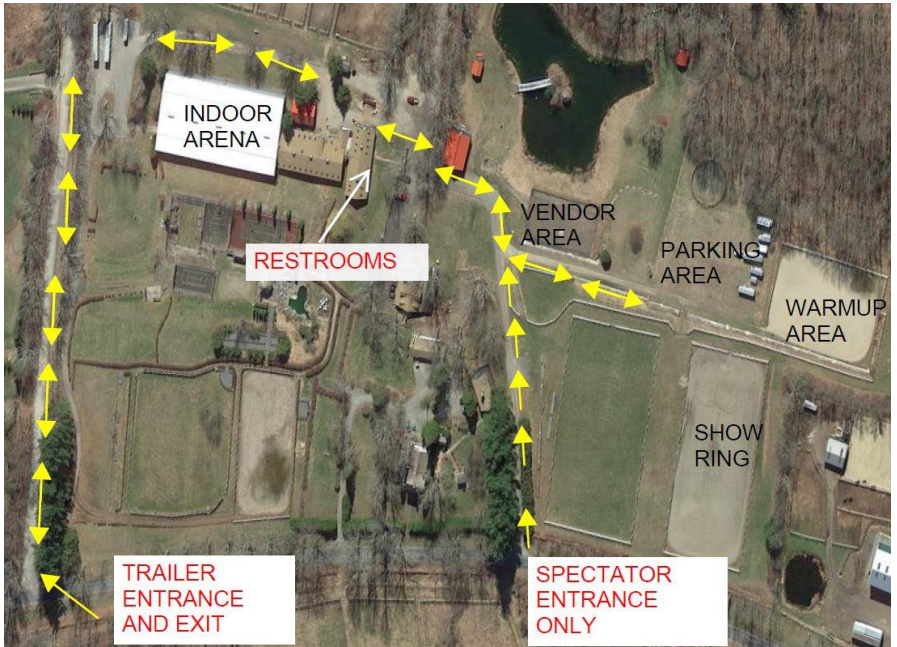 INDOOR
ARENA
RESTROOMS
VENDOR
AREA
PARKING
AREA
WARMUP
AREA
SHOW
RING
TRAILER
ENTRANCE
AND EXIT
SPECTATOR
ENTRANCE
ONLY